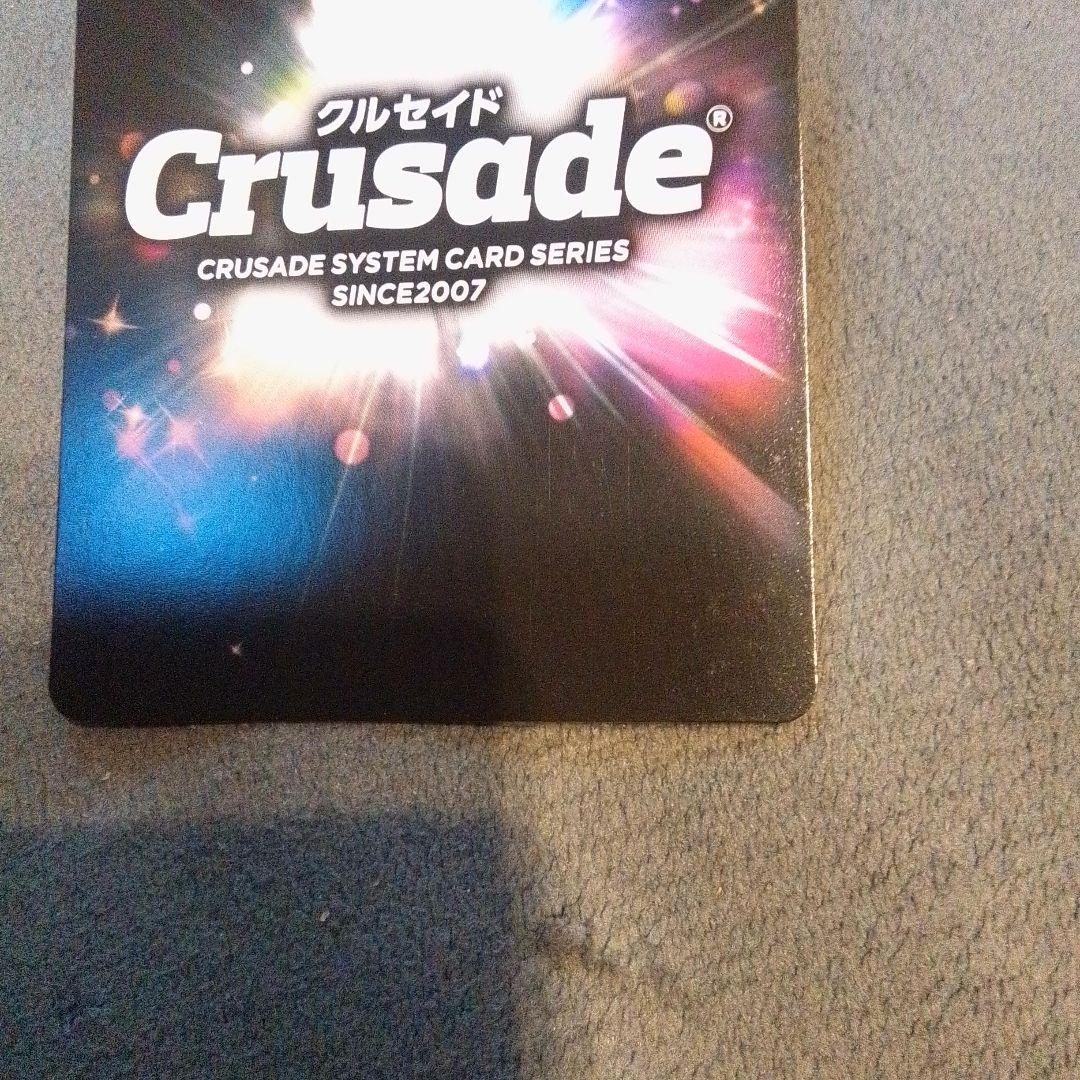 クルセイド
Crusade®
CRUSADE SYSTEM CARD SERIES
SINCE2007